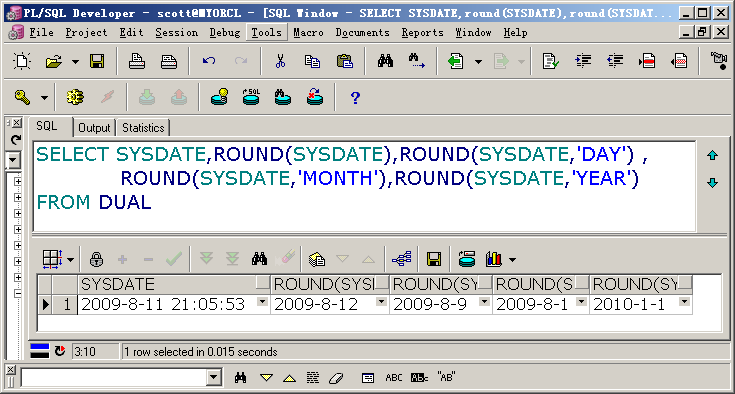 PL/SQL Developer - scott@MYORCL - [SQL Window - SELECT SYSDATE,round(SYSDATE),round(SYSDAT...
File Project Edit Session Debug Tools Macro Documents Reports Window Help
SQL
SQL Output Statistics
SELECT SYSDATE,ROUND(SYSDATE),ROUND(SYSDATE,'DAY') ,
ROUND(SYSDATE,'MONTH'),ROUND(SYSDATE,'YEAR')
FROM DUAL
SYSDATE ROUND(SYSI ROUND(SY ROUND(S ROUND(SY
1 2009-8-11 21:05:53 2009-8-12 2009-8-9 2009-8-1 2010-1-1
3:10 1 row selected in 0.015 seconds
ABC ABc "AB"